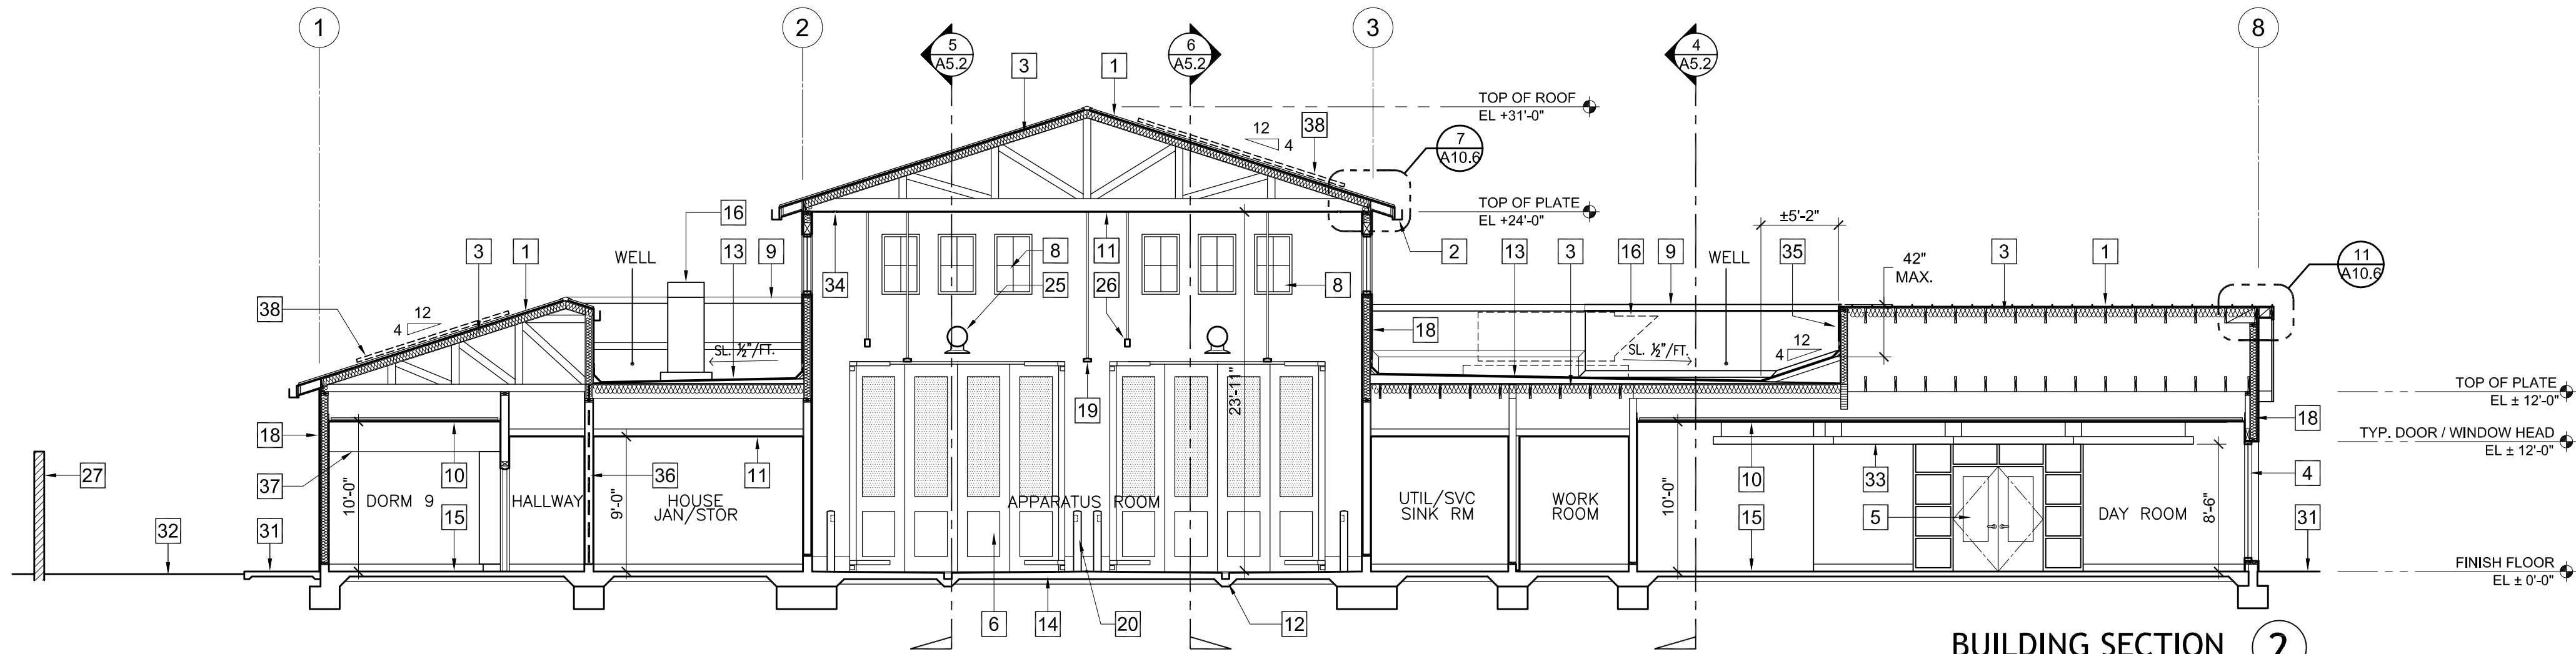 1
2
3
8
5
A5.2
6
A5.2
4
A5.2
3
1
TOP OF ROOF
EL +31'-0"
12
4
38
7
A10.6
16
TOP OF PLATE
EL +24'-0"
±5'-2"
3
1
WELL
13
9
34
8
25
11
26
8
2
13
3
16
9
WELL
35
42"
MAX.
3
1
11
A10.6
38
12
4
SL. ½"/FT.
18
SL. ½"/FT.
12
4
19
23'-11"
TOP OF PLATE
EL ± 12'-0"
18
27
37
10'-0"
10
36
9'-0"
11
10'-0"
10
33
18
TYP. DOOR / WINDOW HEAD
EL ± 12'-0"
4
DORM 9
HALLWAY
HOUSE
JAN/STOR
APPARATUS ROOM
UTIL/SVC
SINK RM
WORK
ROOM
DAY ROOM
8'-6"
32
31
15
15
5
31
FINISH FLOOR
EL ± 0'-0"
6
14
20
12
BUILDING SECTION
2